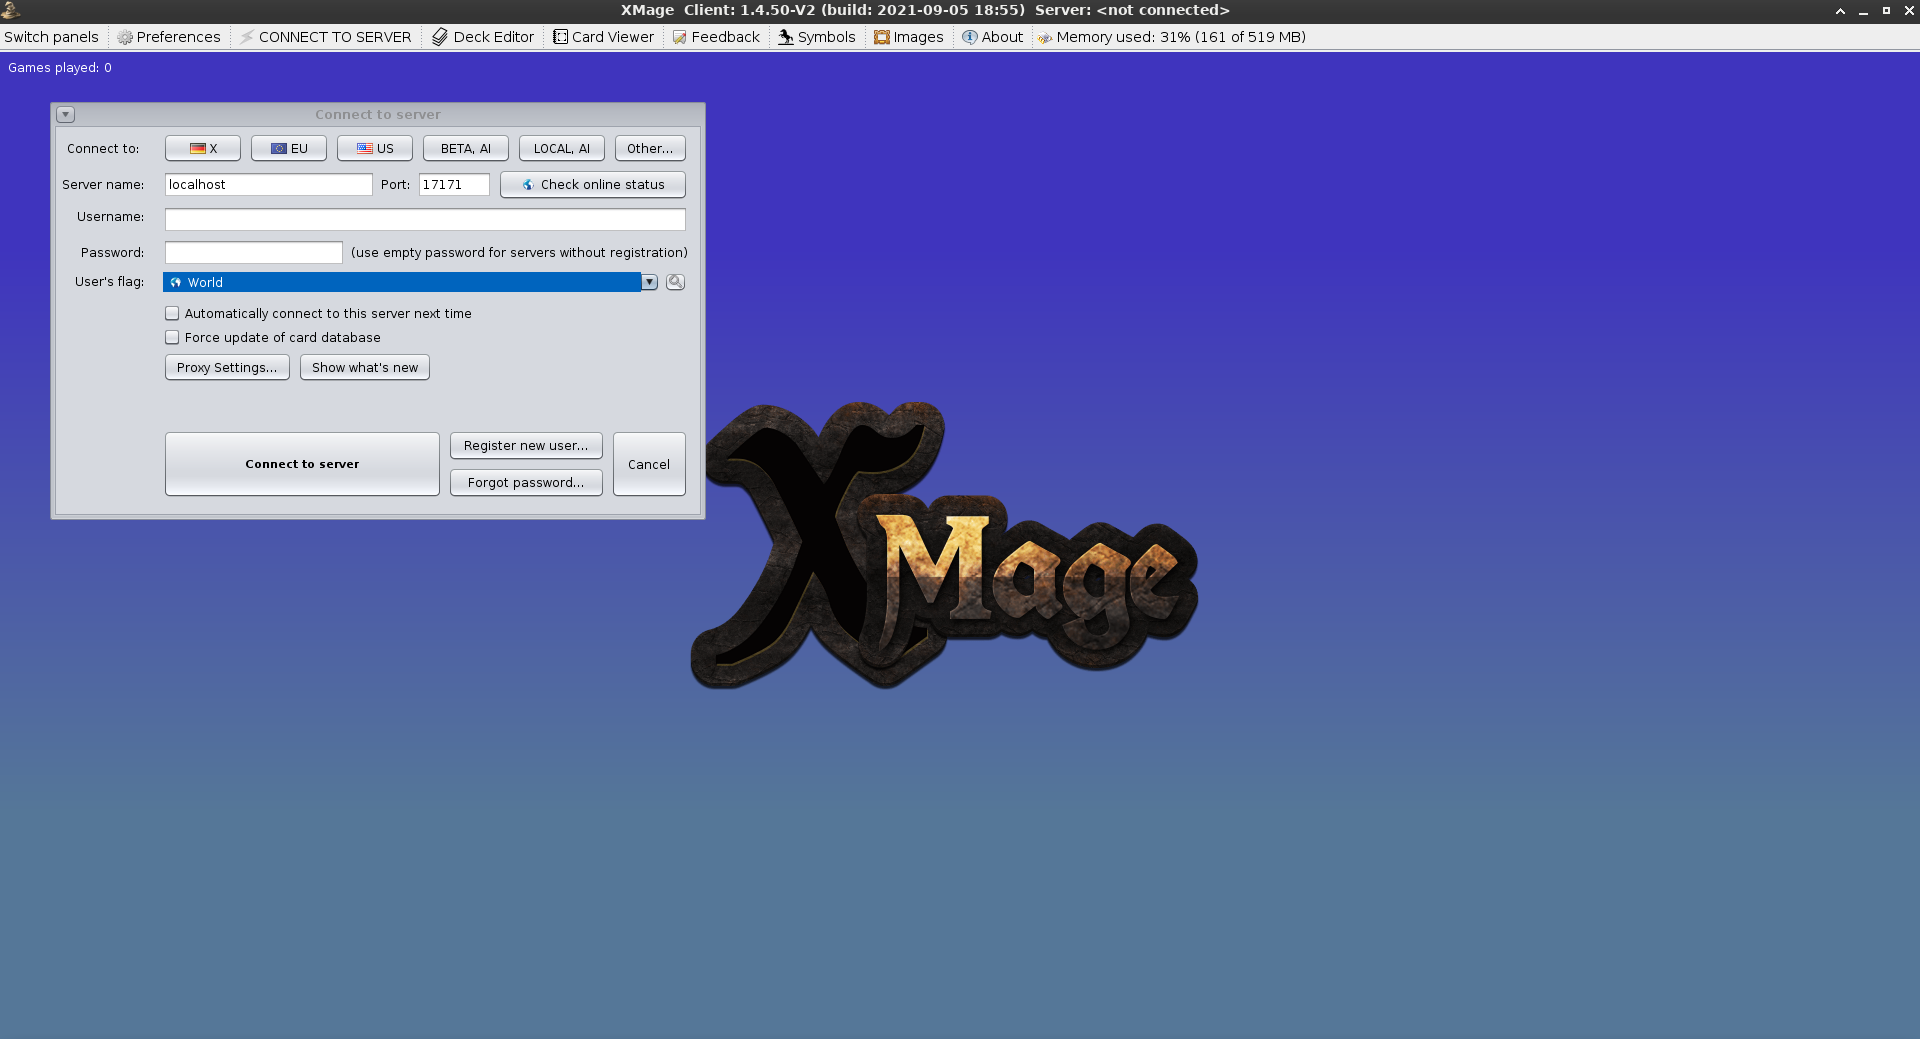 XMage Client: 1.4.50-V2 (build: 2021-09-05 18:55) Server: <not connected>
Switch panels Preferences CONNECT TO SERVER Deck Editor Card Viewer Feedback Symbols Images About Memory used: 31% (161 of 519 MB)
Games played: 0
Connect to server
Connect to: X EU US BETA, AI LOCAL, AI Other...
Server name: localhost Port: 17171 Check online status
Username:
Password: (use empty password for servers without registration)
User's flag: World
Automatically connect to this server next time
Force update of card database
Proxy Settings... Show what's new
Connect to server Register new user... Cancel
Forgot password...
XMage